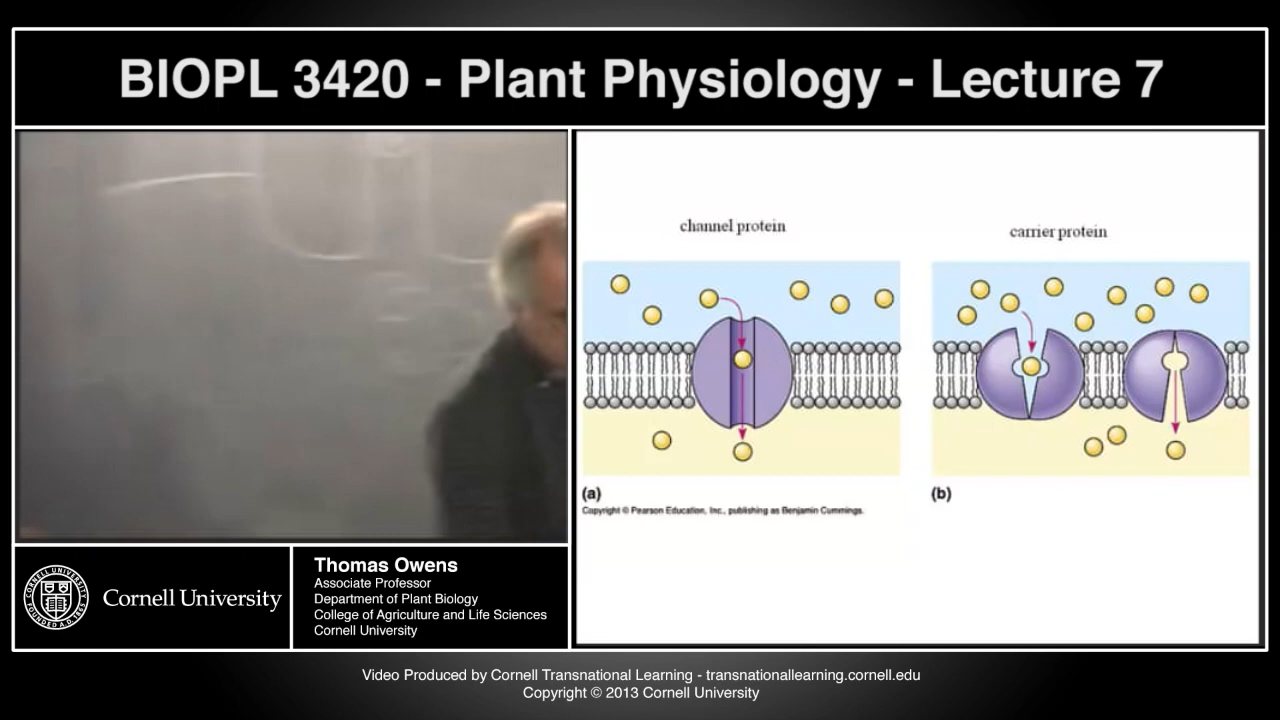 BIOPL 3420 - Plant Physiology - Lecture 7
channel protein
carrier protein
(a)
(b)
Copyright © Pearson Education, Inc., publishing as Benjamin Cummings.
CORNELL UNIVERSITY
FOUNDED A.D. 1865
Cornell University
Thomas Owens
Associate Professor
Department of Plant Biology
College of Agriculture and Life Sciences
Cornell University
Video Produced by Cornell Transnational Learning - transnationallearning.cornell.edu
Copyright © 2013 Cornell University